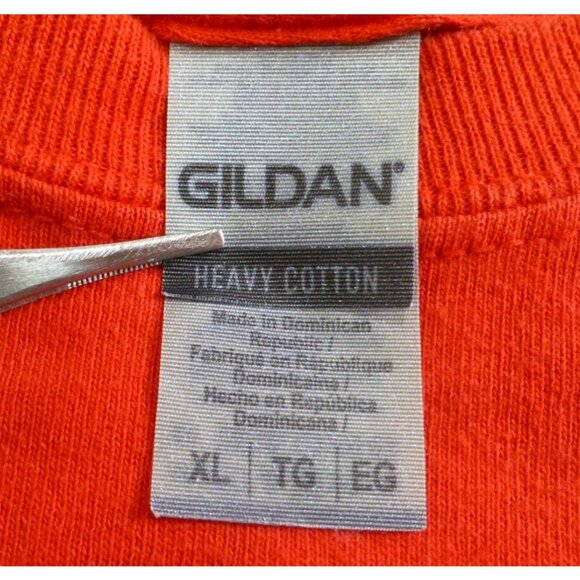 GILDAN®
HEAVY COTTON
Made in Dominican
Republic /
Fabriqué en République
Dominicaine /
Hecho en República
Dominicana /
XL | TG | EG